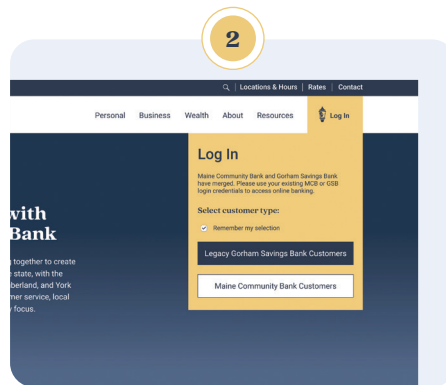 2
Locations & Hours | Rates | Contact
Personal Business Wealth About Resources Log In
Log In
Maine Community Bank and Gorham Savings Bank
have merged. Please use your existing MCB or GSB
login credentials to access online banking.
Select customer type:
Remember my selection
Legacy Gorham Savings Bank Customers
Maine Community Bank Customers
with
Bank
together to create
state, with the
berland, and York
mer service, local
focus.